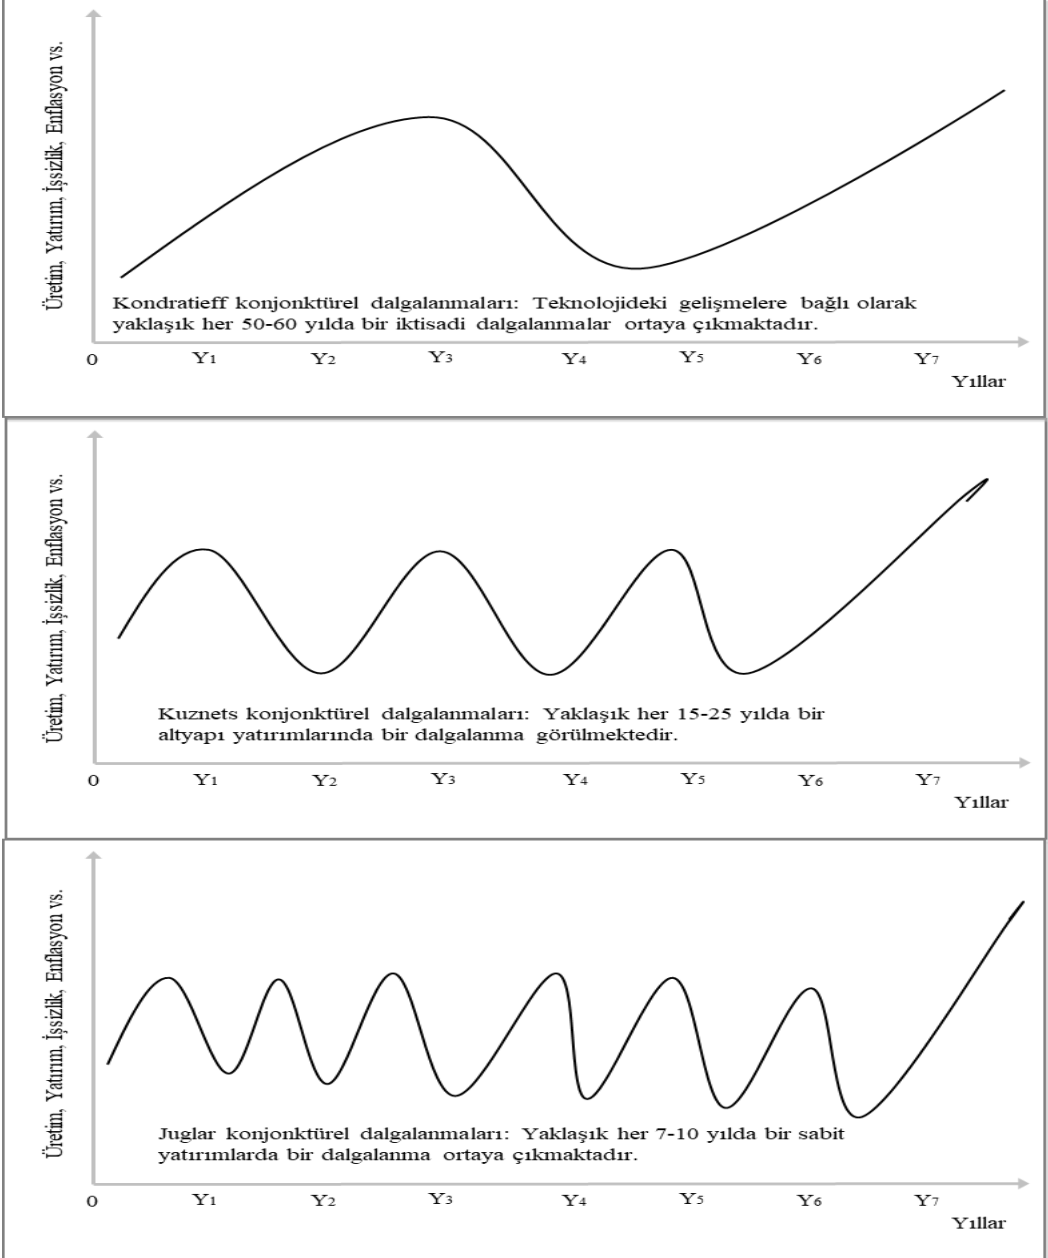 Üretim, Yatırım, İşsizlik, Enflasyon vs.
Kondratieff konjonktürel dalgalanmaları: Teknolojideki gelişmelere bağlı olarak
yaklaşık her 50-60 yılda bir iktisadi dalgalanmalar ortaya çıkmaktadır.
0 Y1 Y2 Y3 Y4 Y5 Y6 Y7
Yıllar
Üretim, Yatırım, İşsizlik, Enflasyon vs.
Kuznets konjonktürel dalgalanmaları: Yaklaşık her 15-25 yılda bir
altyapı yatırımlarında bir dalgalanma görülmektedir.
0 Y1 Y2 Y3 Y4 Y5 Y6 Y7
Yıllar
Üretim, Yatırım, İşsizlik, Enflasyon vs.
Juglar konjonktürel dalgalanmaları: Yaklaşık her 7-10 yılda bir sabit
yatırımlarda bir dalgalanma ortaya çıkmaktadır.
0 Y1 Y2 Y3 Y4 Y5 Y6 Y7
Yıllar